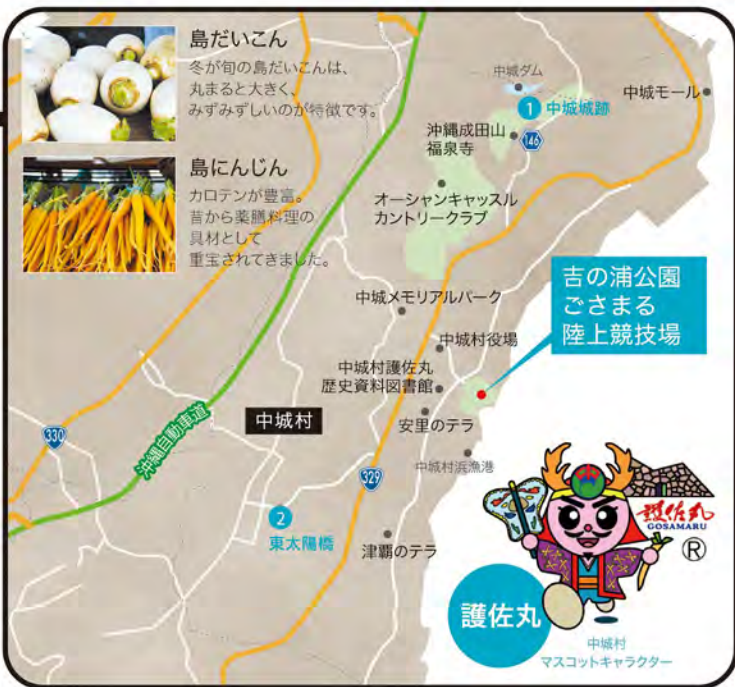 島だいこん
冬が旬の島だいこんは、
丸まると大きく、
みずみずしいのが特徴です。
島にんじん
カロテンが豊富。
昔から薬膳料理の
具材として
重宝されてきました。
中城ダム
1 中城城跡
中城モール
沖縄成田山
福泉寺
146
オーシャンキャッスル
カントリークラブ
吉の浦公園
ごさまる
陸上競技場
中城メモリアルパーク
中城村役場
中城村護佐丸
歴史資料図書館
中城村
安里のテラ
330
沖縄自動車道
329
中城村浜漁港
2
東太陽橋
津覇のテラ
護佐丸
GOSAMARU
®
護佐丸
中城村
マスコットキャラクター